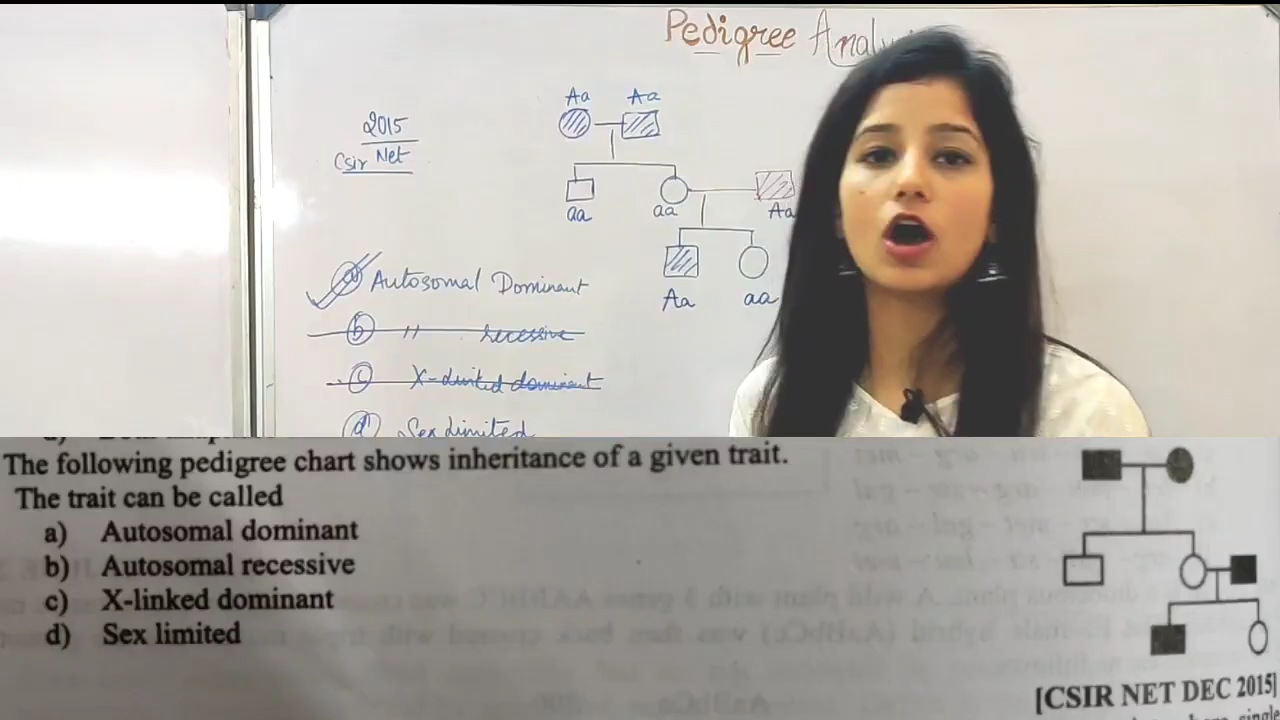 Pedigree Analy
2015
Csir Net
Aa Aa
aa aa Aa
Aa aa
a) Autosomal Dominant
b) " recessive
c) X-linked dominant
d) Sex limited
The following pedigree chart shows inheritance of a given trait.
The trait can be called
a) Autosomal dominant
b) Autosomal recessive
c) X-linked dominant
d) Sex limited
[CSIR NET DEC 2015]